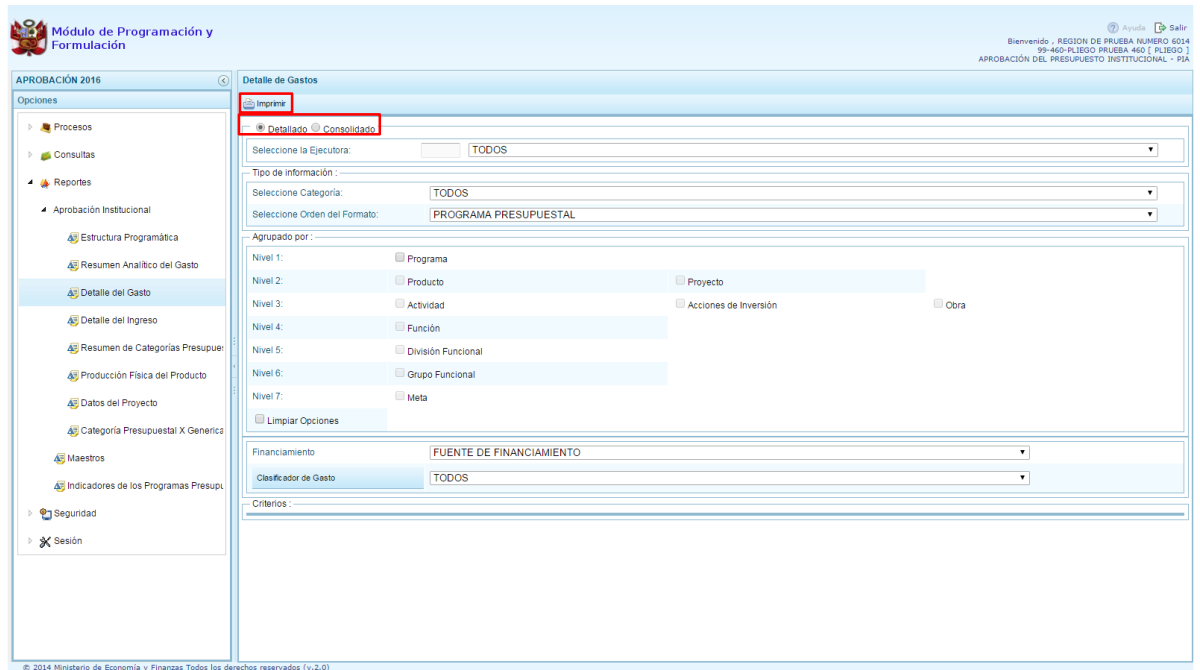 Módulo de Programación y
Formulación
Ayuda Salir
Bienvenido , REGION DE PRUEBA NUMERO 6014
99-460-PLIEGO PRUEBA 460 [ PLIEGO ]
APROBACIÓN DEL PRESUPUESTO INSTITUCIONAL - PIA
APROBACIÓN 2016
Opciones
Procesos
Consultas
Reportes
Aprobación Institucional
Estructura Programática
Resumen Analítico del Gasto
Detalle del Gasto
Detalle del Ingreso
Resumen de Categorías Presupues
Producción Física del Producto
Datos del Proyecto
Categoría Presupuestal X Generica
Maestros
Indicadores de los Programas Presupu
Seguridad
Sesión
Detalle de Gastos
Imprimir
Detallado Consolidado
Seleccione la Ejecutora: TODOS
Tipo de información :
Seleccione Categoría: TODOS
Seleccione Orden del Formato: PROGRAMA PRESUPUESTAL
Agrupado por :
Nivel 1: Programa
Nivel 2: Producto Proyecto
Nivel 3: Actividad Acciones de Inversión Obra
Nivel 4: Función
Nivel 5: División Funcional
Nivel 6: Grupo Funcional
Nivel 7: Meta
Limpiar Opciones
Financiamiento FUENTE DE FINANCIAMIENTO
Clasificador de Gasto TODOS
Criterios :
© 2014 Ministerio de Economía y Finanzas Todos los derechos reservados (v.2.0)